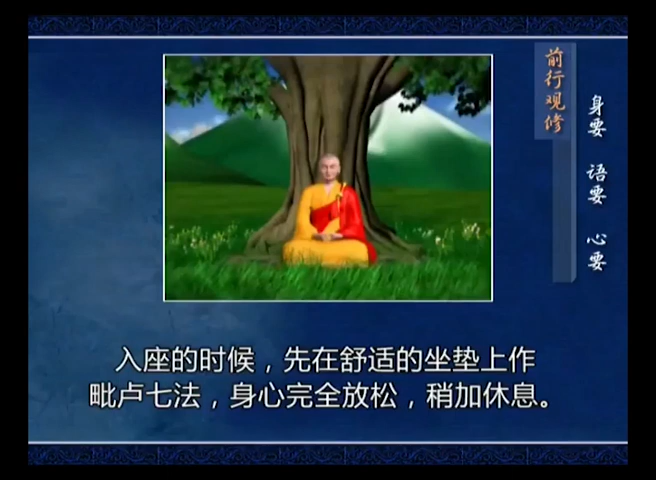 前行观修
身要 语要 心要
入座的时候，先在舒适的坐垫上作
毗卢七法，身心完全放松，稍加休息。